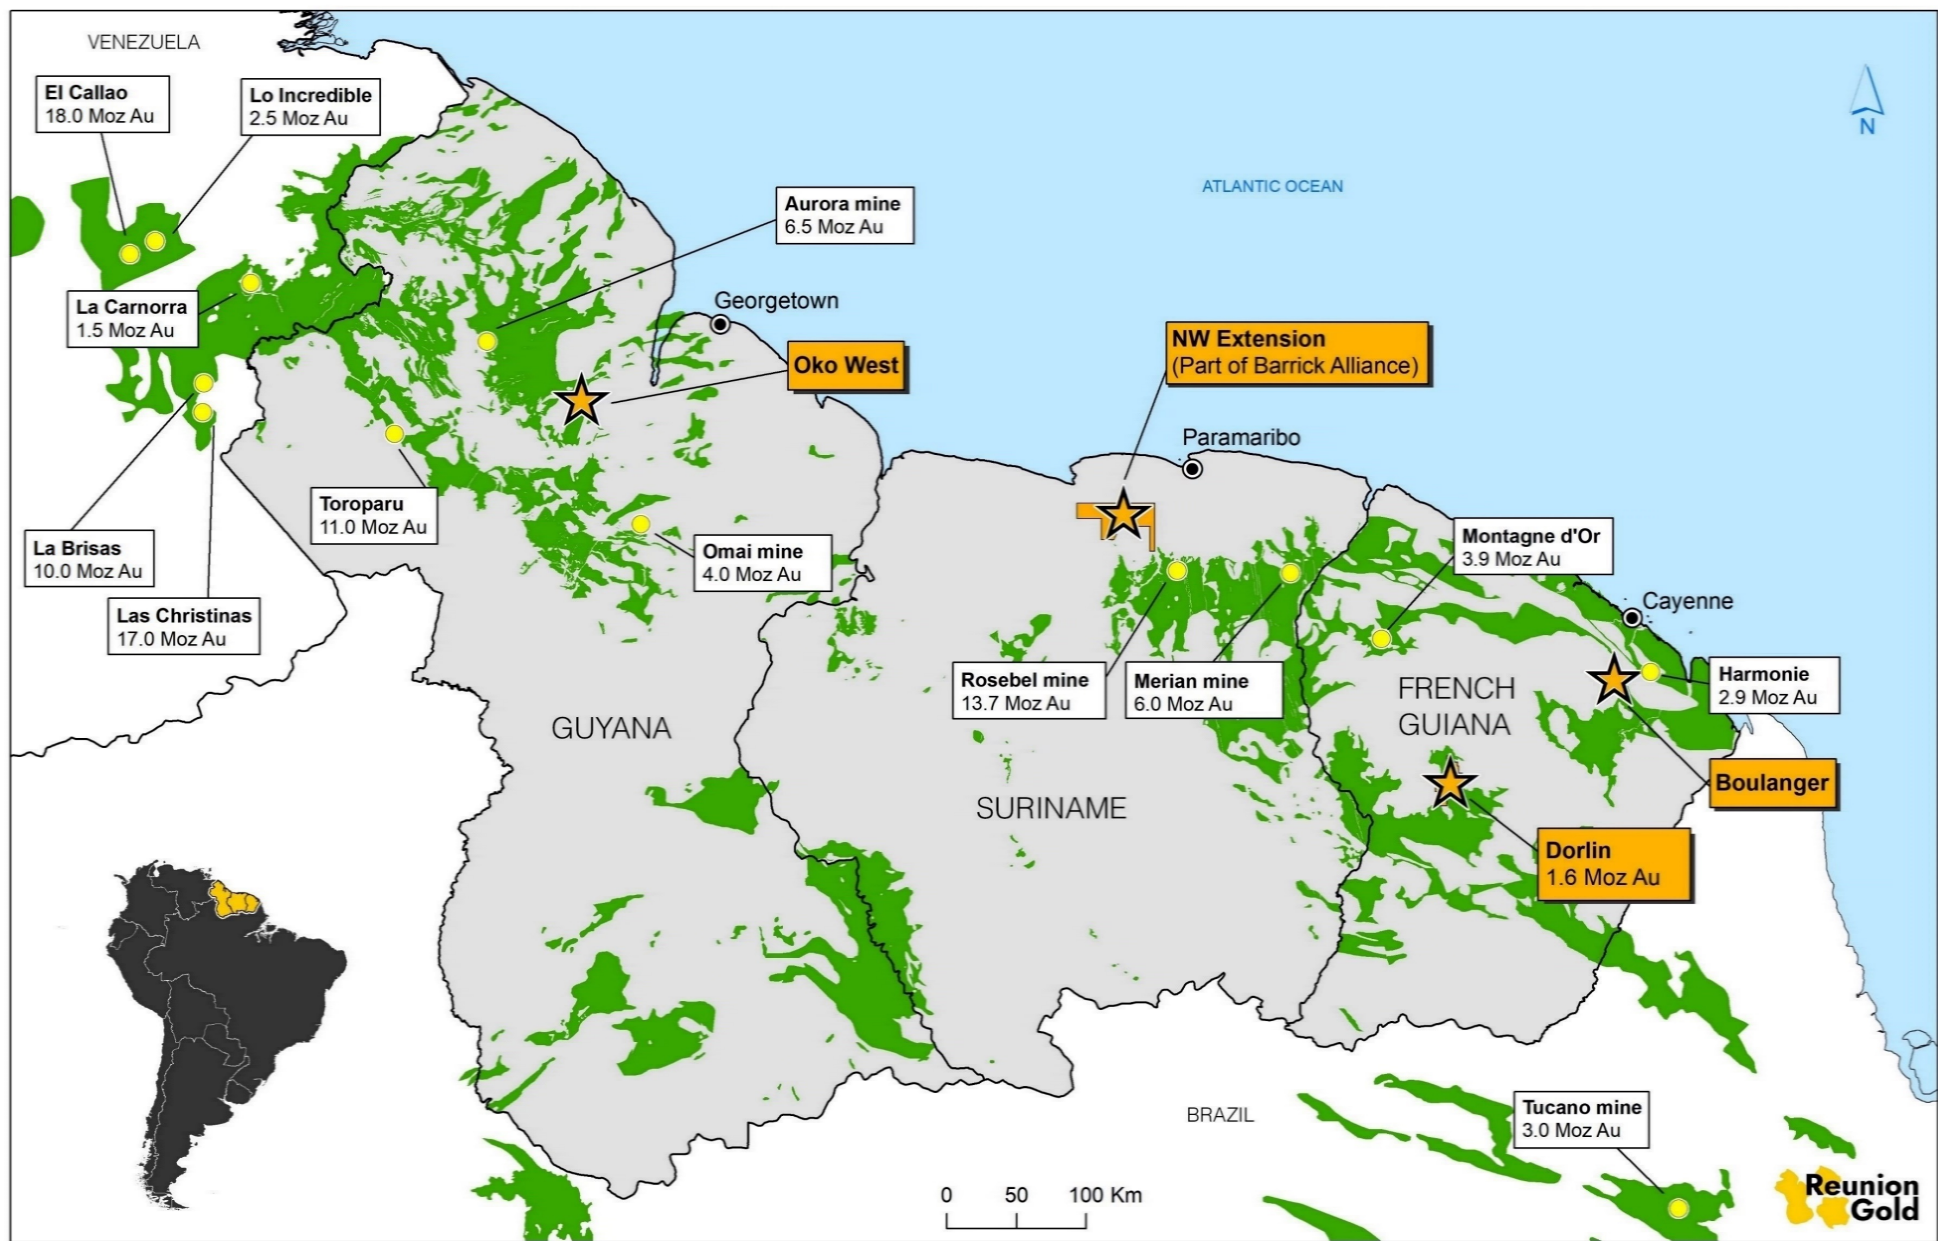 VENEZUELA
El Callao
18.0 Moz Au
Lo Incredible
2.5 Moz Au
N
ATLANTIC OCEAN
Aurora mine
6.5 Moz Au
La Carnorra
1.5 Moz Au
Georgetown
Oko West
NW Extension
(Part of Barrick Alliance)
Paramaribo
Toroparu
11.0 Moz Au
La Brisas
10.0 Moz Au
Las Christinas
17.0 Moz Au
Omai mine
4.0 Moz Au
Montagne d'Or
3.9 Moz Au
Cayenne
Rosebel mine
13.7 Moz Au
Merian mine
6.0 Moz Au
FRENCH
GUIANA
Harmonie
2.9 Moz Au
GUYANA
SURINAME
Boulanger
Dorlin
1.6 Moz Au
BRAZIL
Tucano mine
3.0 Moz Au
0 50 100 Km
Reunion
Gold